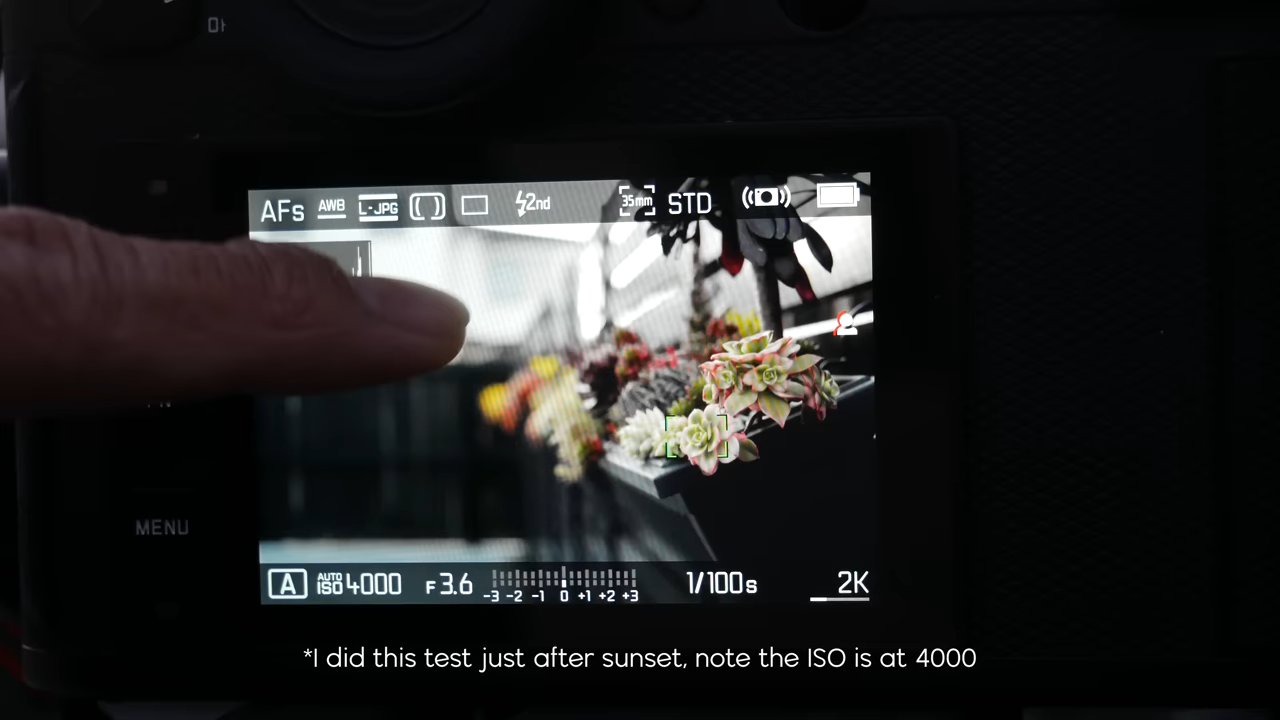 AFs AWB L-JPG 2nd 35mm STD
MENU
A AUTO ISO 4000 F3.6 -3 -2 -1 0 +1 +2 +3 1/100s 2K
*I did this test just after sunset, note the ISO is at 4000